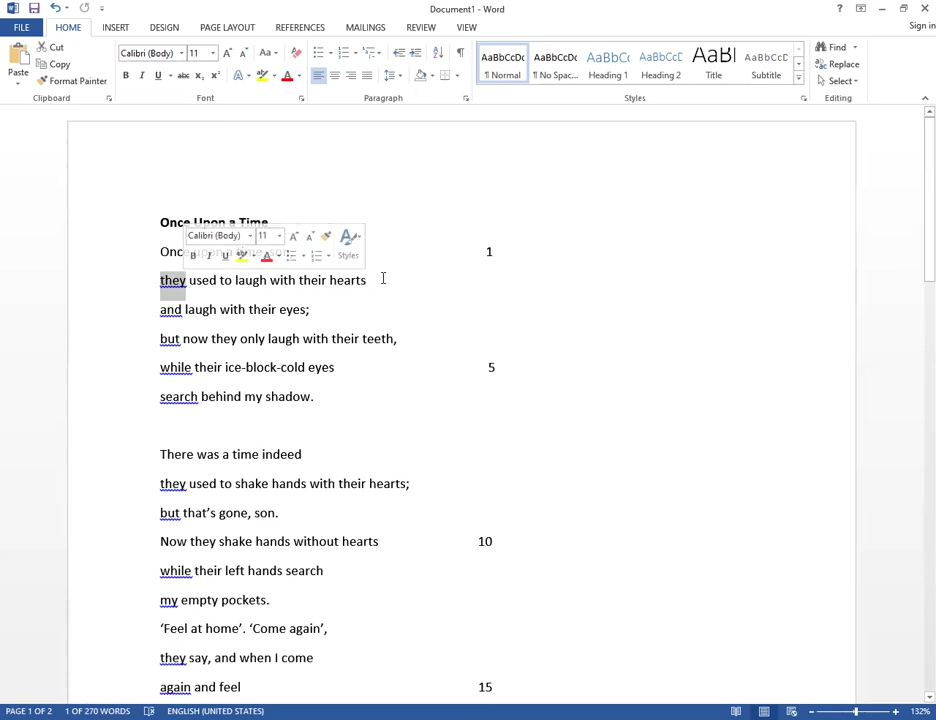 Document1 - Word
Sign in
FILE HOME INSERT DESIGN PAGE LAYOUT REFERENCES MAILINGS REVIEW VIEW
Paste
Cut
Copy
Format Painter
Clipboard
Calibri (Body) 11
Font
Paragraph
AaBbCcDc AaBbCcDc AaBbCc AaBbCcC AaBI AaBbCcD
¶ Normal ¶ No Spac... Heading 1 Heading 2 Title Subtitle
Styles
Find
Replace
Select
Editing
Once Upon a Time
Calibri (Body) 11
Styles
Once upon a time, son, 1
they used to laugh with their hearts
and laugh with their eyes;
but now they only laugh with their teeth,
while their ice-block-cold eyes 5
search behind my shadow.
There was a time indeed
they used to shake hands with their hearts;
but that’s gone, son.
Now they shake hands without hearts 10
while their left hands search
my empty pockets.
‘Feel at home’. ‘Come again’,
they say, and when I come
again and feel 15
PAGE 1 OF 2 1 OF 270 WORDS ENGLISH (UNITED STATES) 132%